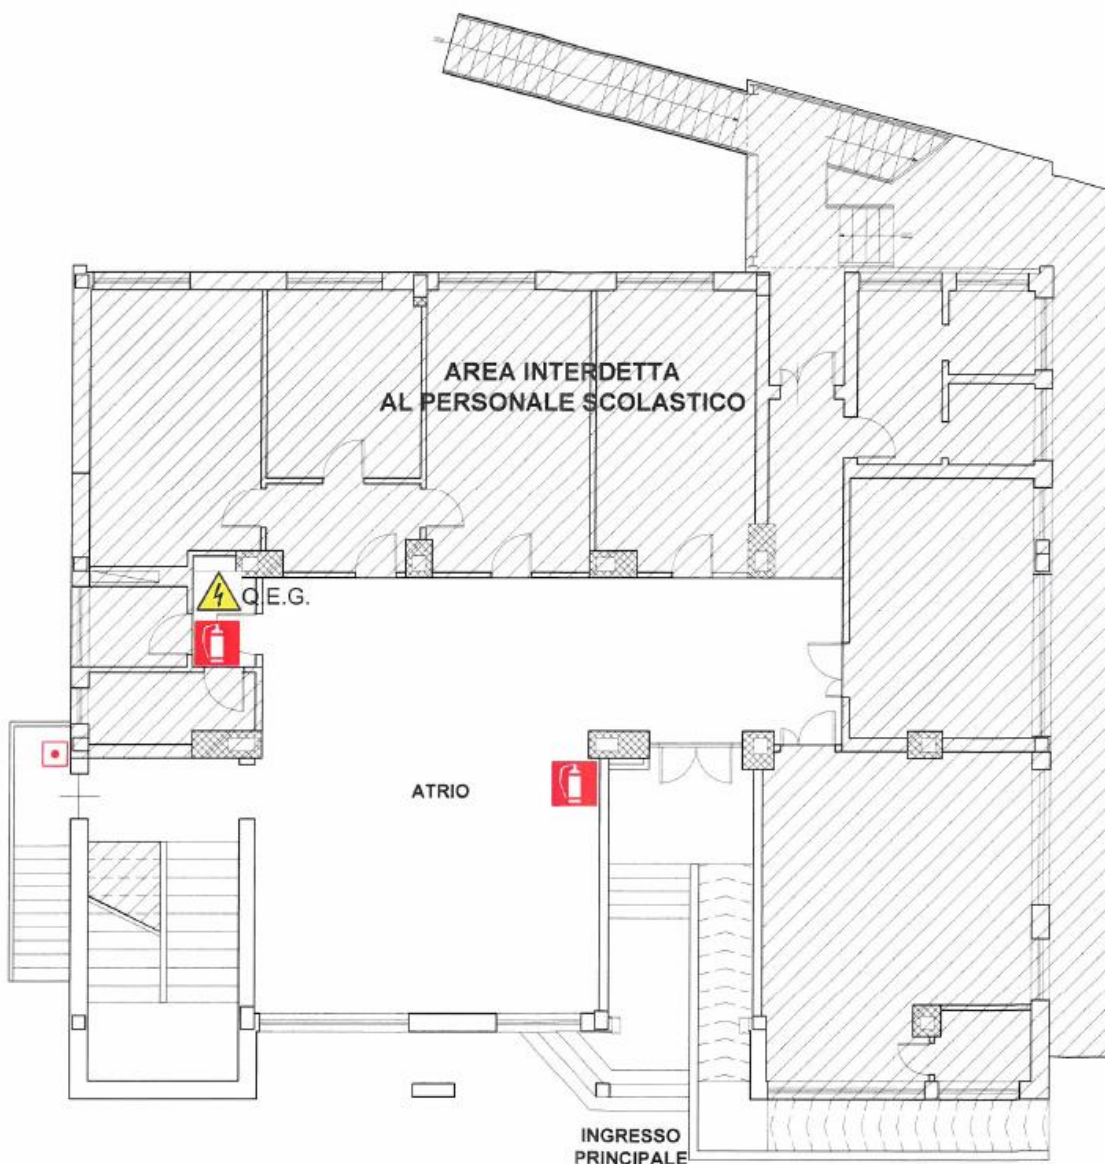 AREA INTERDETTA
AL PERSONALE SCOLASTICO
Q.E.G.
ATRIO
INGRESSO
PRINCIPALE